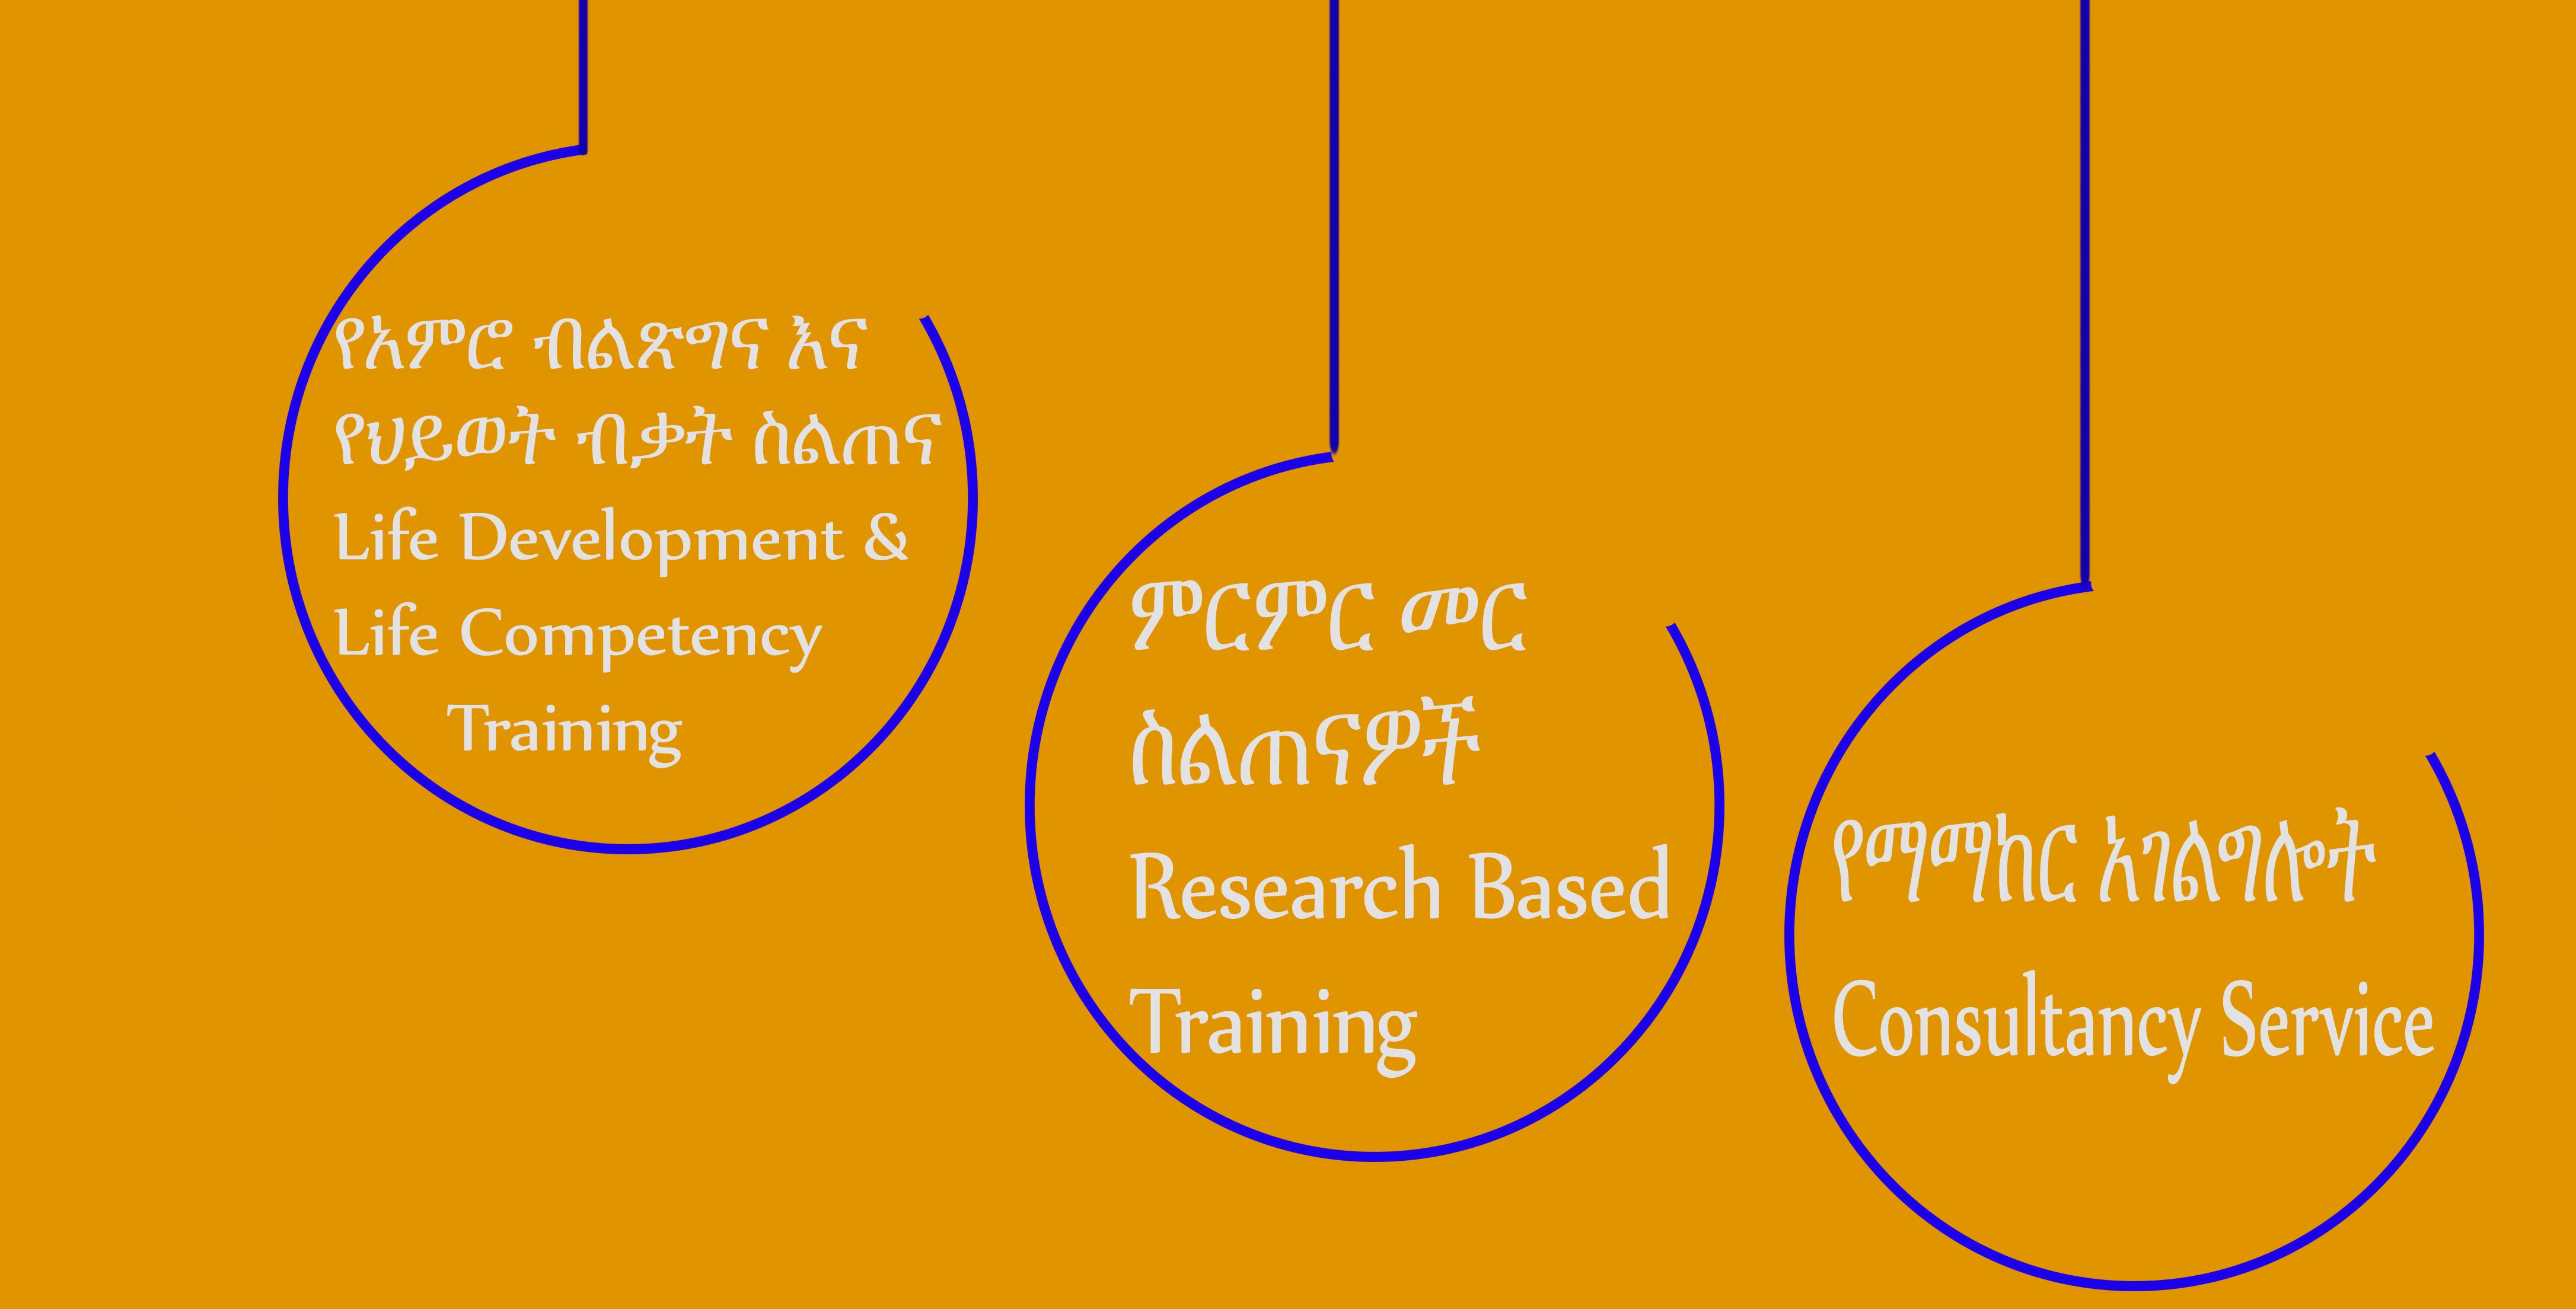 የአምሮ ብልጽግና እና
የህይወት ብቃት ስልጠና
Life Development &
Life Competency
Training
ምርምር መር
ስልጠናዎች
Research Based
Training
የማማከር አገልግሎት
Consultancy Service